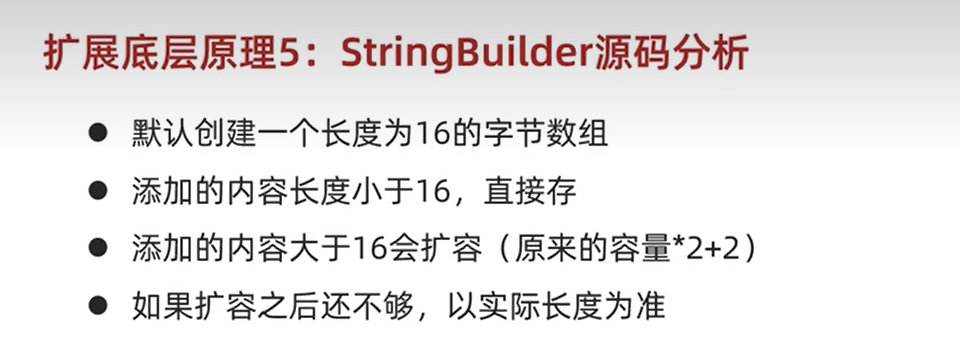 扩展底层原理5：StringBuilder源码分析
● 默认创建一个长度为16的字节数组
● 添加的内容长度小于16，直接存
● 添加的内容大于16会扩容（原来的容量*2+2）
● 如果扩容之后还不够，以实际长度为准